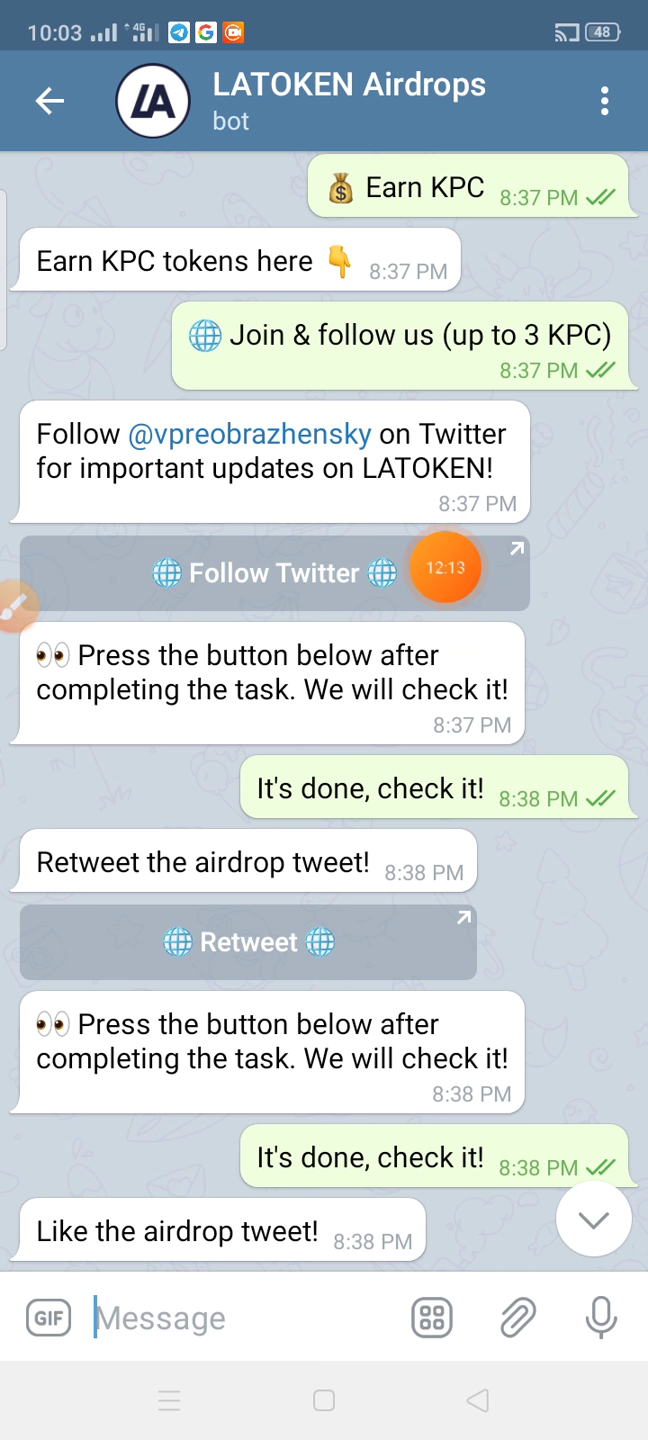 10:03
4G
48
LA
LATOKEN Airdrops
bot
💰 Earn KPC 8:37 PM
Earn KPC tokens here 👇 8:37 PM
🌐 Join & follow us (up to 3 KPC)
8:37 PM
Follow @vpreobrazhensky on Twitter
for important updates on LATOKEN!
8:37 PM
🌐 Follow Twitter 🌐
12:13
👀 Press the button below after
completing the task. We will check it!
8:37 PM
It's done, check it! 8:38 PM
Retweet the airdrop tweet! 8:38 PM
🌐 Retweet 🌐
👀 Press the button below after
completing the task. We will check it!
8:38 PM
It's done, check it! 8:38 PM
Like the airdrop tweet! 8:38 PM
GIF
Message